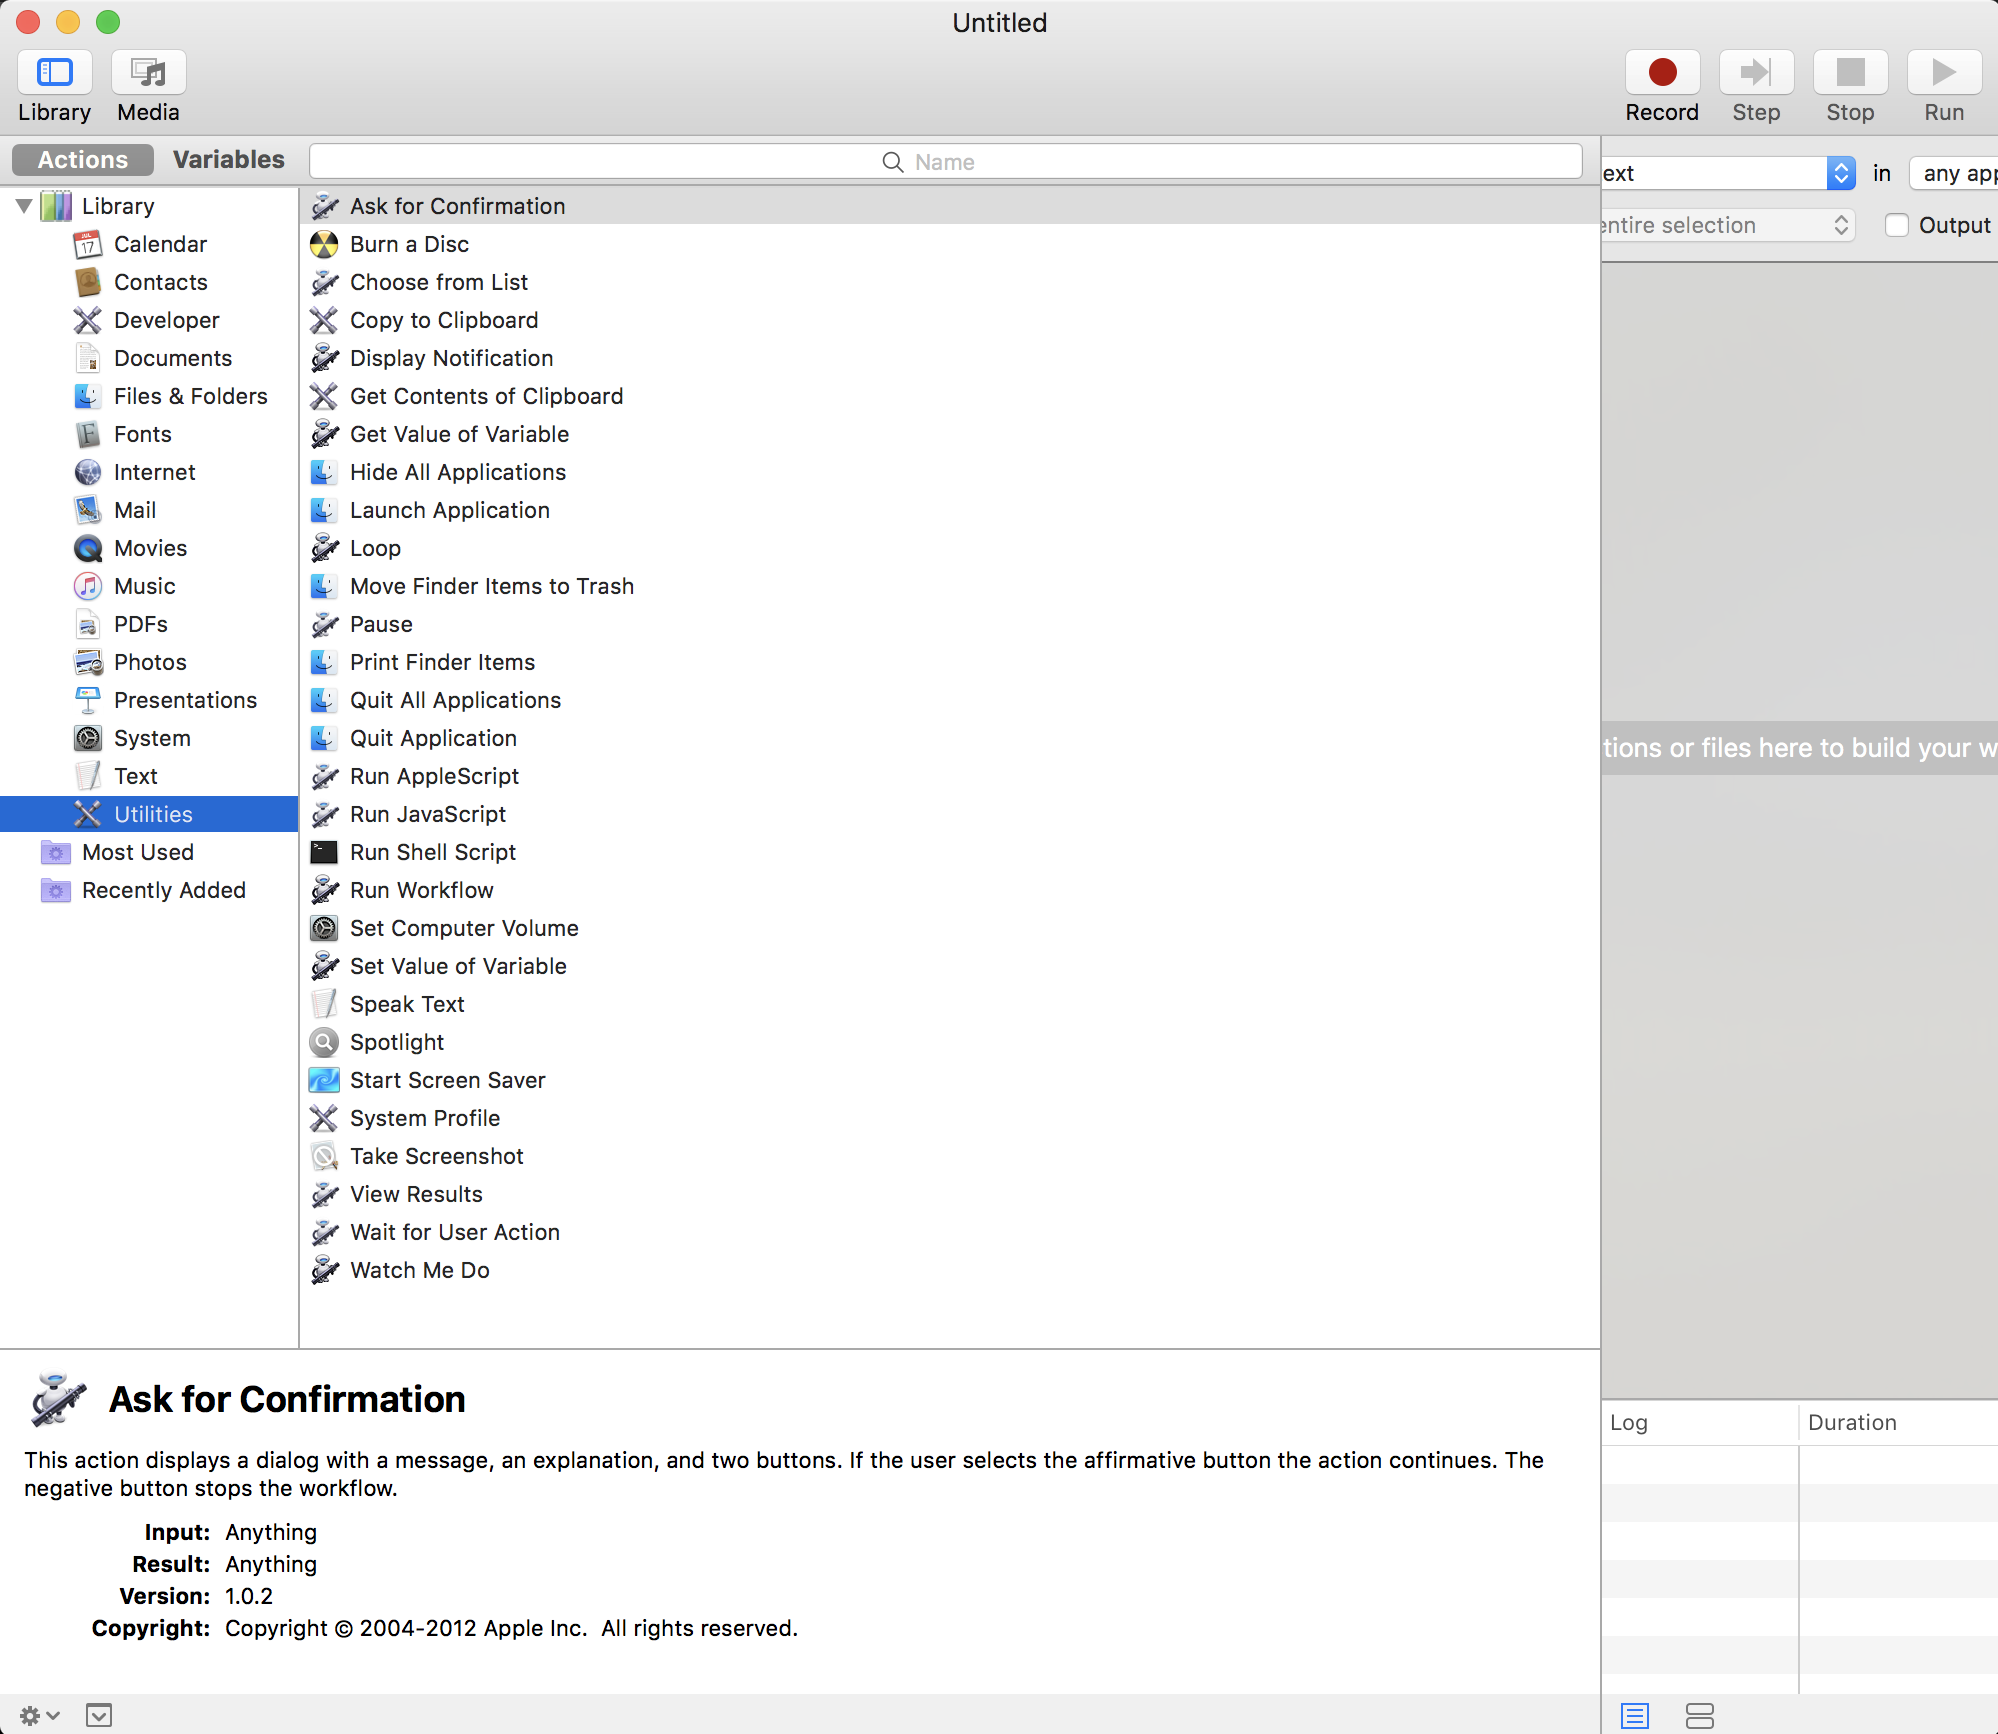 Untitled
Library
Media
Record
Step
Stop
Run
Actions
Variables
Name
ext
in
any app
entire selection
Output
Library
Calendar
Contacts
Developer
Documents
Files & Folders
Fonts
Internet
Mail
Movies
Music
PDFs
Photos
Presentations
System
Text
Utilities
Most Used
Recently Added
Ask for Confirmation
Burn a Disc
Choose from List
Copy to Clipboard
Display Notification
Get Contents of Clipboard
Get Value of Variable
Hide All Applications
Launch Application
Loop
Move Finder Items to Trash
Pause
Print Finder Items
Quit All Applications
Quit Application
Run AppleScript
Run JavaScript
Run Shell Script
Run Workflow
Set Computer Volume
Set Value of Variable
Speak Text
Spotlight
Start Screen Saver
System Profile
Take Screenshot
View Results
Wait for User Action
Watch Me Do
tions or files here to build your w
Ask for Confirmation
This action displays a dialog with a message, an explanation, and two buttons. If the user selects the affirmative button the action continues. The
negative button stops the workflow.
Input: Anything
Result: Anything
Version: 1.0.2
Copyright: Copyright © 2004-2012 Apple Inc.  All rights reserved.
Log
Duration